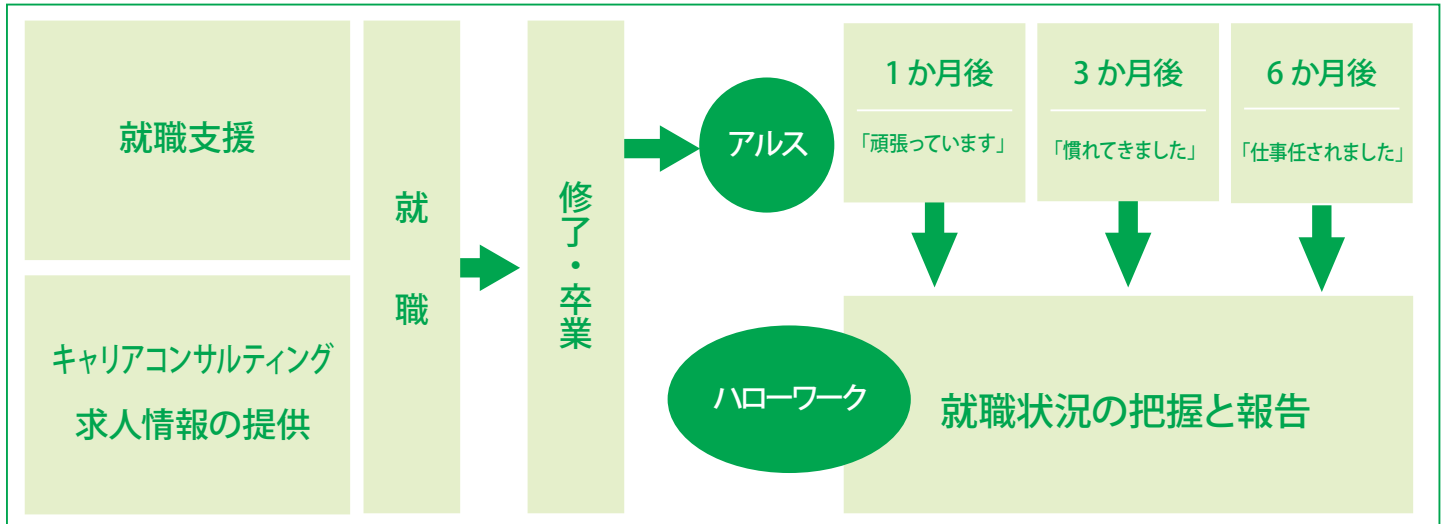 就職支援
キャリアコンサルティング
求人情報の提供
就職
修了・卒業
アルス
1か月後
「頑張っています」
3か月後
「慣れてきました」
6か月後
「仕事任されました」
ハローワーク
就職状況の把握と報告